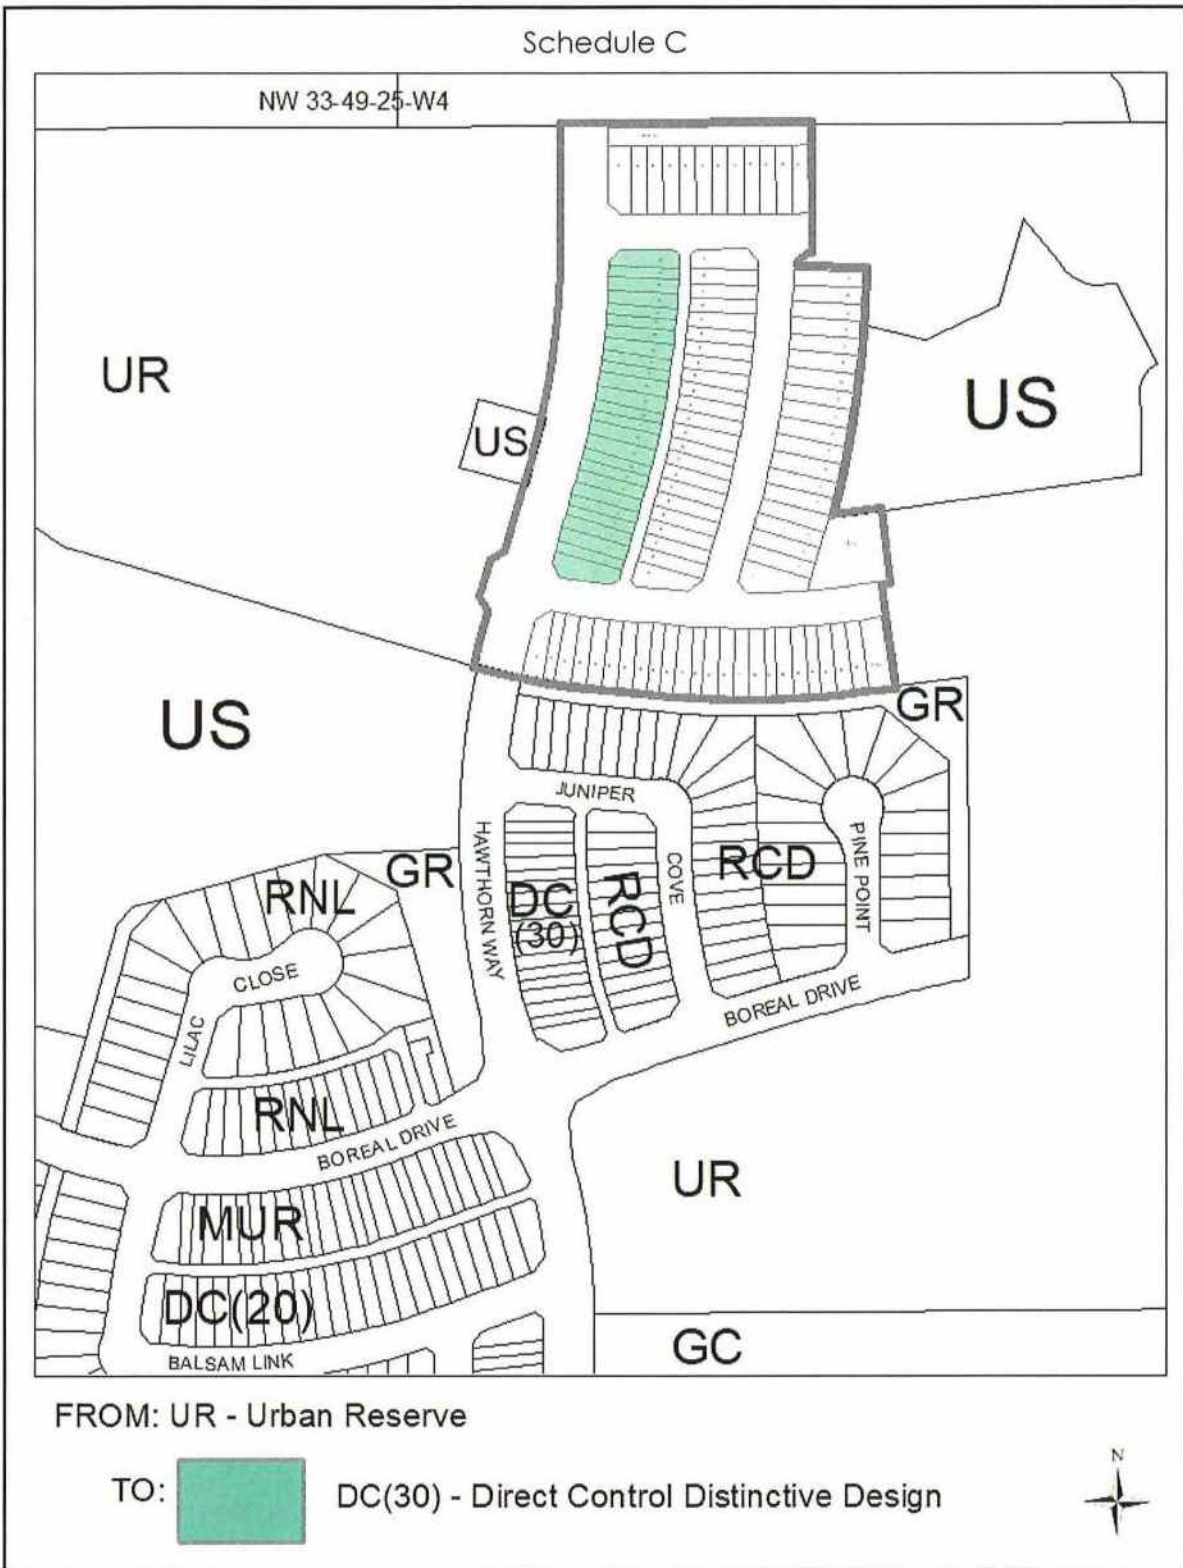 Schedule C
NW 33-49-25-W4
UR
US
US
US
GR
JUNIPER
HAWTHORN WAY
COVE
PINE POINT
GR
DC
(30)
RCD
RCD
RNL
CLOSE
LILAC
BOREAL DRIVE
RNL
BOREAL DRIVE
UR
MUR
DC(20)
GC
BALSAM LINK
FROM: UR - Urban Reserve
N
TO: DC(30) - Direct Control Distinctive Design